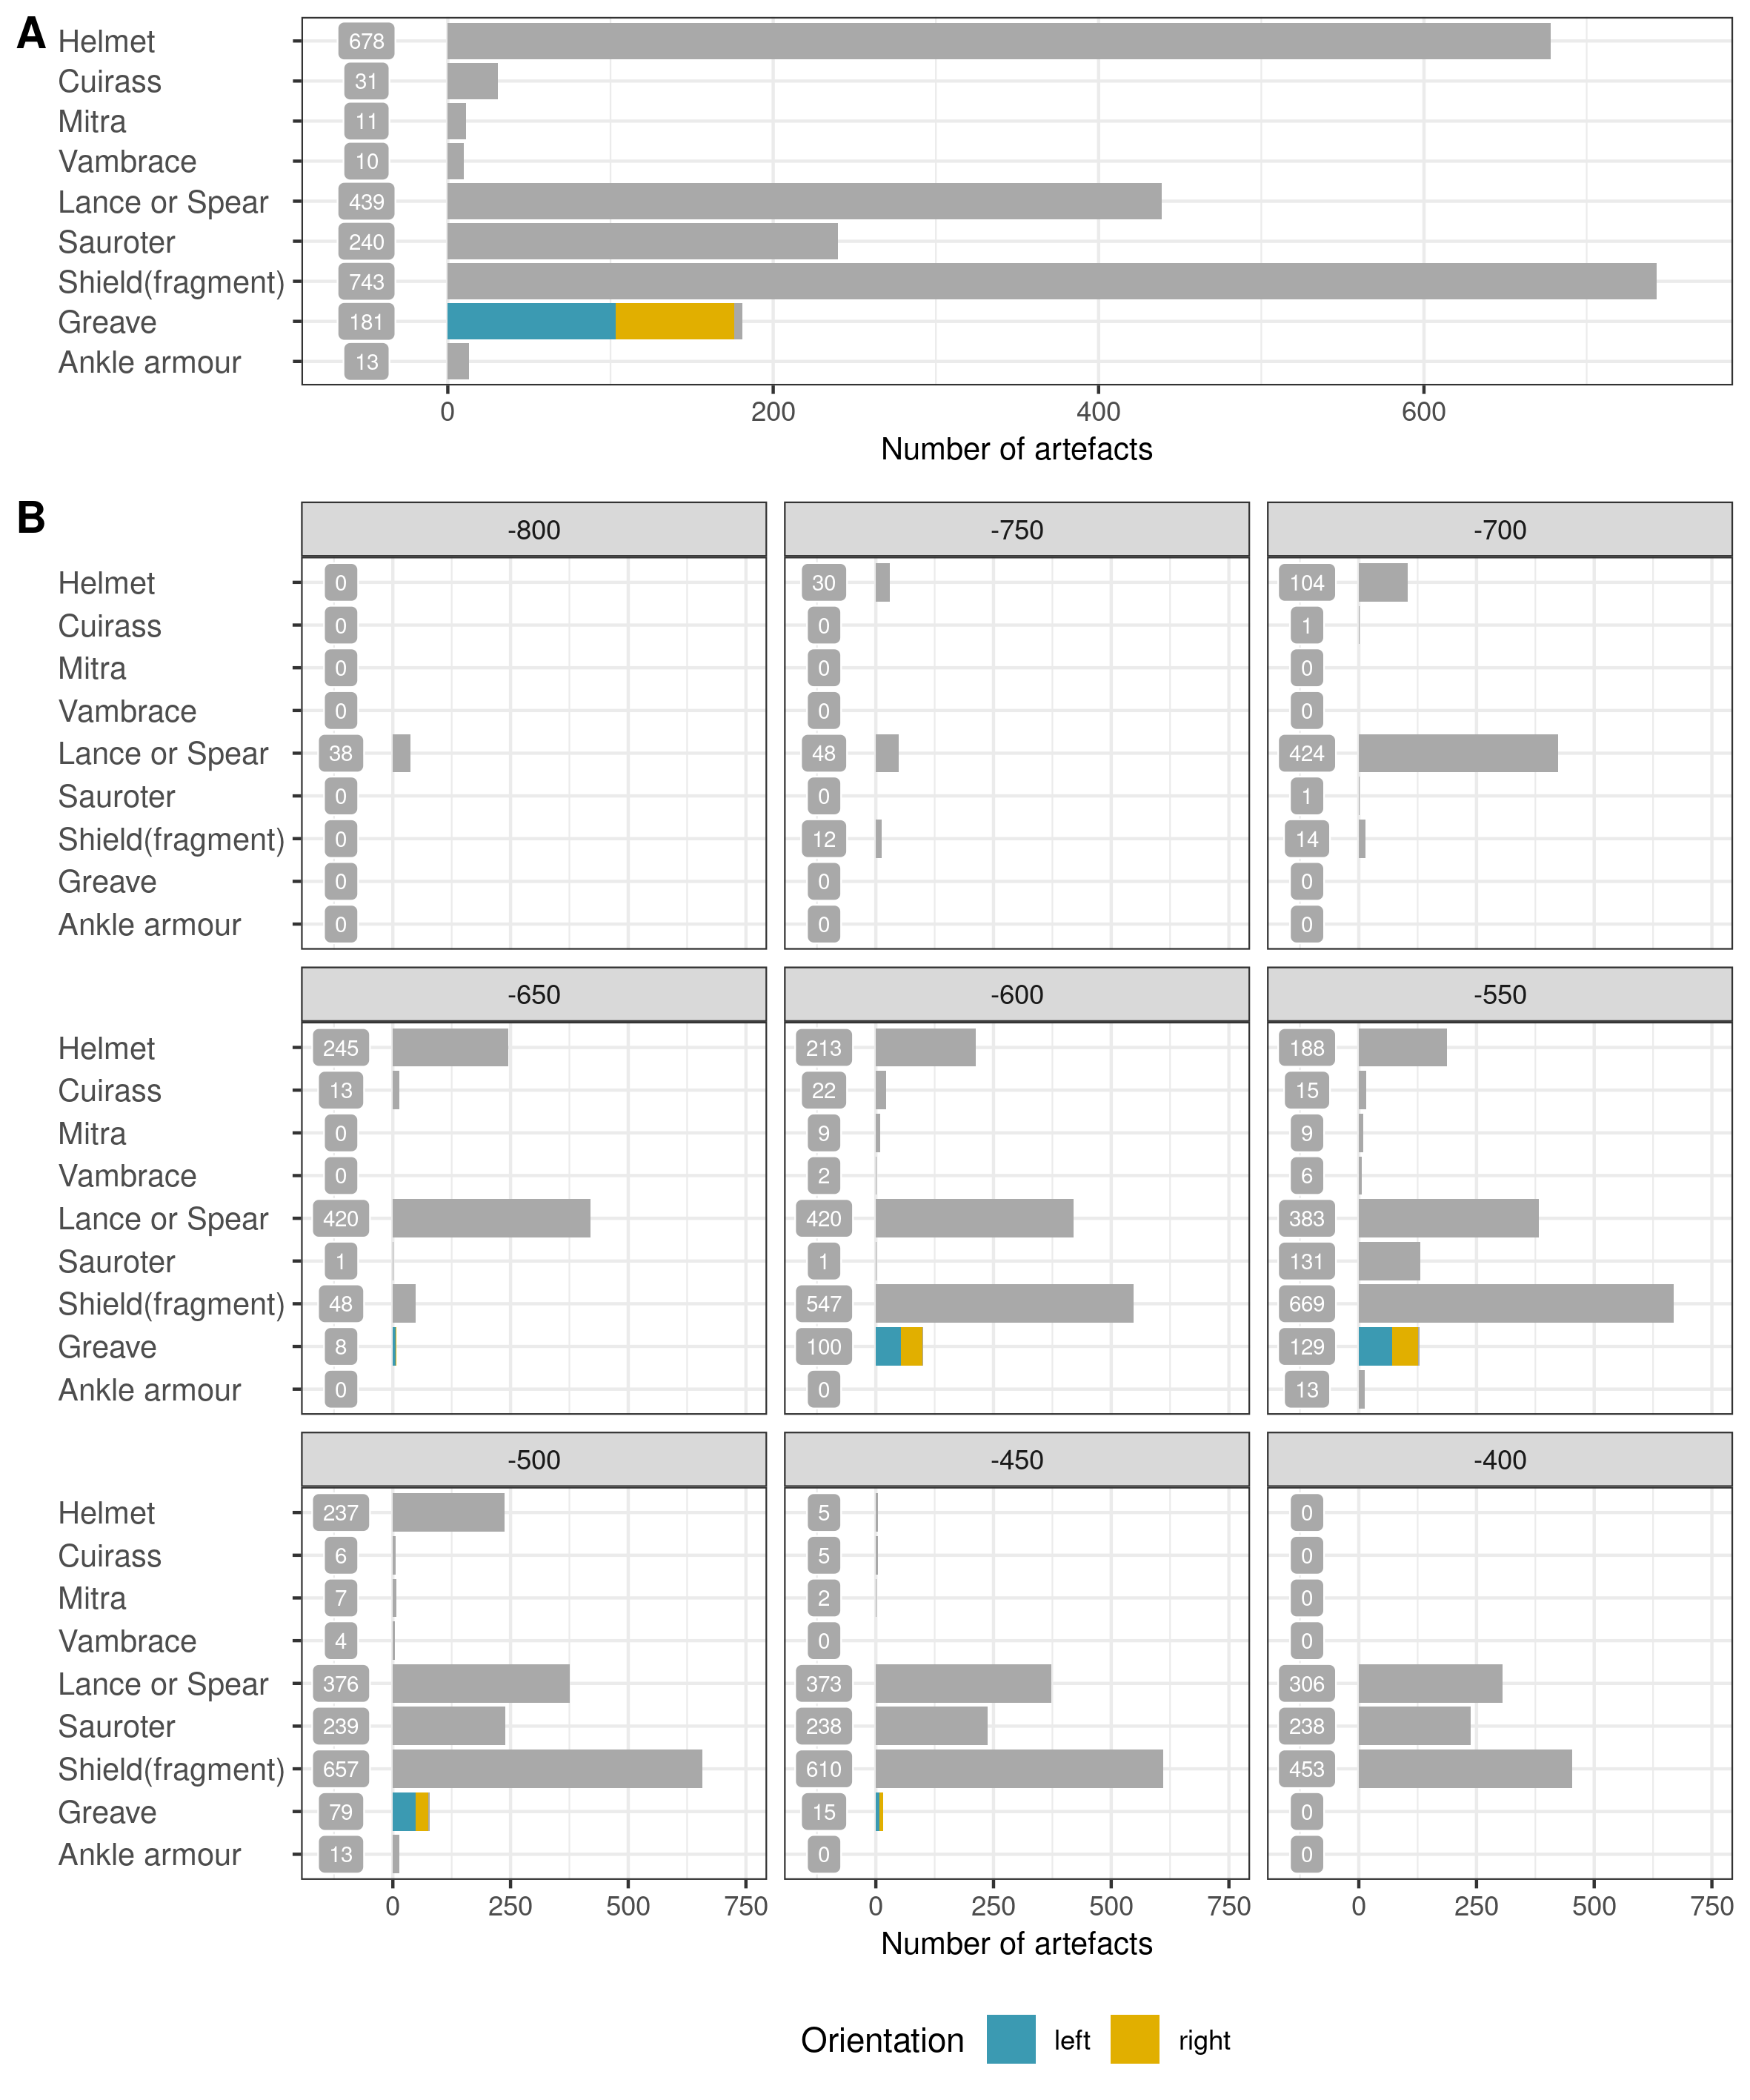 A
Helmet 678
Cuirass 31
Mitra 11
Vambrace 10
Lance or Spear 439
Sauroter 240
Shield(fragment) 743
Greave 181
Ankle armour 13
0 200 400 600
Number of artefacts
B
-800 -750 -700
Helmet 0 30 104
Cuirass 0 0 1
Mitra 0 0 0
Vambrace 0 0 0
Lance or Spear 38 48 424
Sauroter 0 0 1
Shield(fragment) 0 12 14
Greave 0 0 0
Ankle armour 0 0 0
-650 -600 -550
Helmet 245 213 188
Cuirass 13 22 15
Mitra 0 9 9
Vambrace 0 2 6
Lance or Spear 420 420 383
Sauroter 1 1 131
Shield(fragment) 48 547 669
Greave 8 100 129
Ankle armour 0 0 13
-500 -450 -400
Helmet 237 5 0
Cuirass 6 5 0
Mitra 7 2 0
Vambrace 4 0 0
Lance or Spear 376 373 306
Sauroter 239 238 238
Shield(fragment) 657 610 453
Greave 79 15 0
Ankle armour 13 0 0
0 250 500 750 0 250 500 750 0 250 500 750
Number of artefacts
Orientation left right